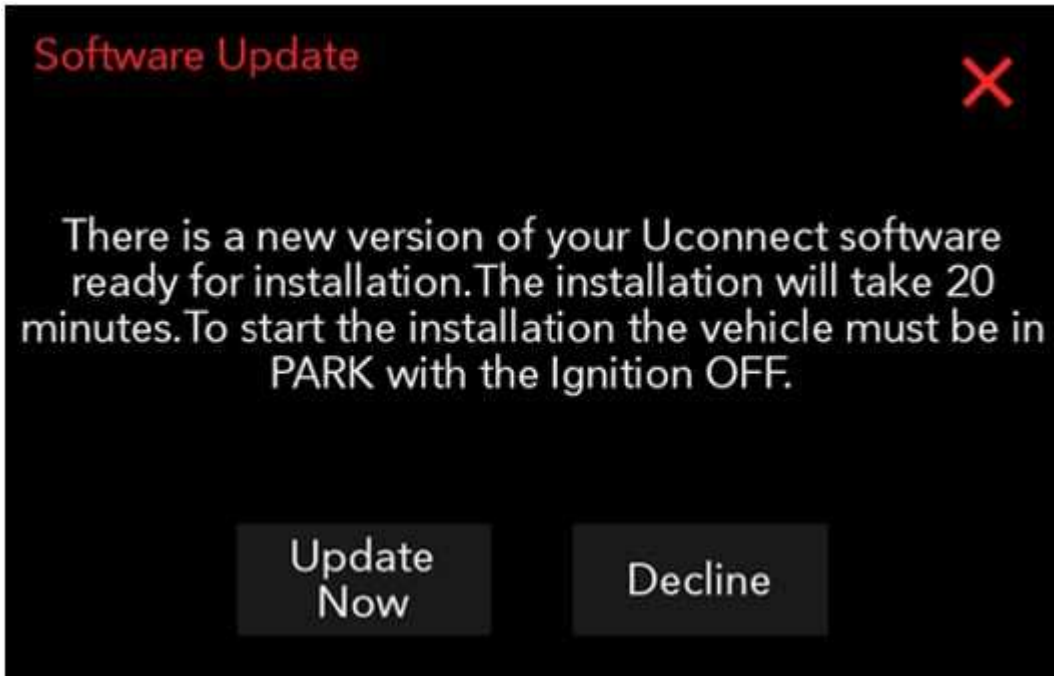 Software Update
There is a new version of your Uconnect software
ready for installation.The installation will take 20
minutes.To start the installation the vehicle must be in
PARK with the Ignition OFF.
Update
Now
Decline